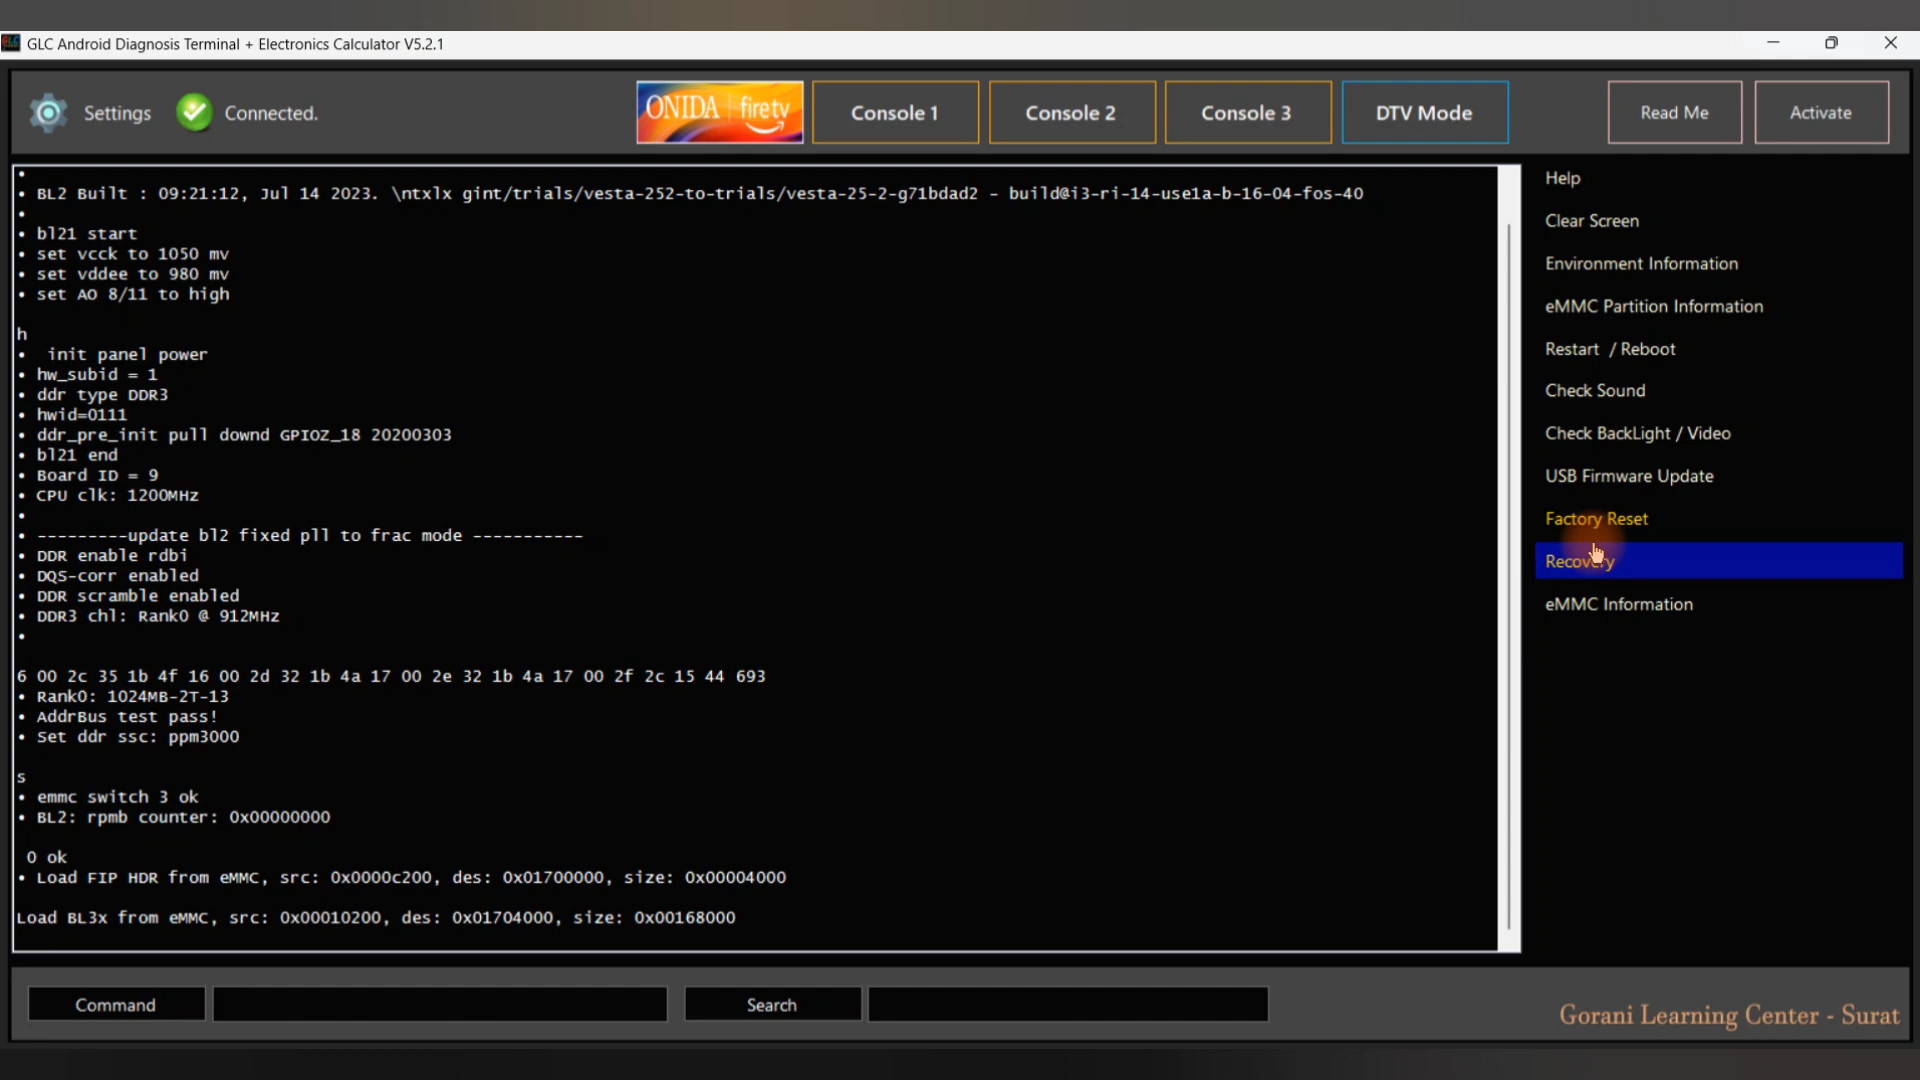 GLC Android Diagnosis Terminal + Electronics Calculator V5.2.1
Settings
Connected.
ONIDA firetv
Console 1
Console 2
Console 3
DTV Mode
Read Me
Activate
•
• BL2 Built : 09:21:12, Jul 14 2023. \ntxlx gint/trials/vesta-252-to-trials/vesta-25-2-g71bdad2 - build@i3-ri-14-use1a-b-16-04-fos-40
•
• bl21 start
• set vcck to 1050 mv
• set vddee to 980 mv
• set AO 8/11 to high
h
•  init panel power
• hw_subid = 1
• ddr type DDR3
• hwid=0111
• ddr_pre_init pull downd GPIOZ_18 20200303
• bl21 end
• Board ID = 9
• CPU clk: 1200MHz
•
• ---------update bl2 fixed pll to frac mode -----------
• DDR enable rdbi
• DQS-corr enabled
• DDR scramble enabled
• DDR3 chl: Rank0 @ 912MHz
•
6 00 2c 35 1b 4f 16 00 2d 32 1b 4a 17 00 2e 32 1b 4a 17 00 2f 2c 15 44 693
• Rank0: 1024MB-2T-13
• AddrBus test pass!
• Set ddr ssc: ppm3000
s
• emmc switch 3 ok
• BL2: rpmb counter: 0x00000000
0 ok
• Load FIP HDR from eMMC, src: 0x0000c200, des: 0x01700000, size: 0x00004000
Load BL3x from eMMC, src: 0x00010200, des: 0x01704000, size: 0x00168000
Help
Clear Screen
Environment Information
eMMC Partition Information
Restart / Reboot
Check Sound
Check BackLight / Video
USB Firmware Update
Factory Reset
Recovery
eMMC Information
Command
Search
Gorani Learning Center - Surat